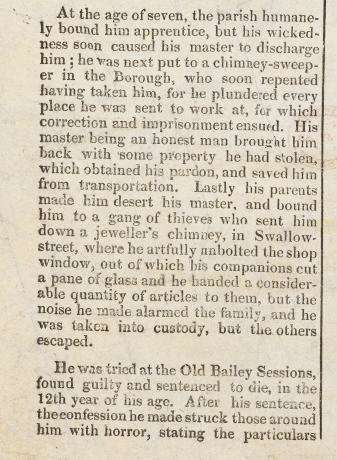 At the age of seven, the parish humane-
ly bound him apprentice, but his wicked-
ness soon caused his master to discharge
him ; he was next put to a chimney-sweep-
er in the Borough, who soon repented
having taken him, for he plundered every
place he was sent to work at, for which
correction and imprisonment ensued. His
master being an honest man brought him
back with some property he had stolen,
which obtained his pardon, and saved him
from transportation. Lastly his parents
made him desert his master, and bound
him to a gang of thieves who sent him
down a jeweller's chimney, in Swallow-
street, where he artfully unbolted the shop
window, out of which his companions cut
a pane of glass and he handed a consider-
able quantity of articles to them, but the
noise he made alarmed the family, and he
was taken into custody, but the others
escaped.
He was tried at the Old Bailey Sessions,
found guilty and sentenced to die, in the
12th year of his age. After his sentence,
the confession he made struck those around
him with horror, stating the particulars